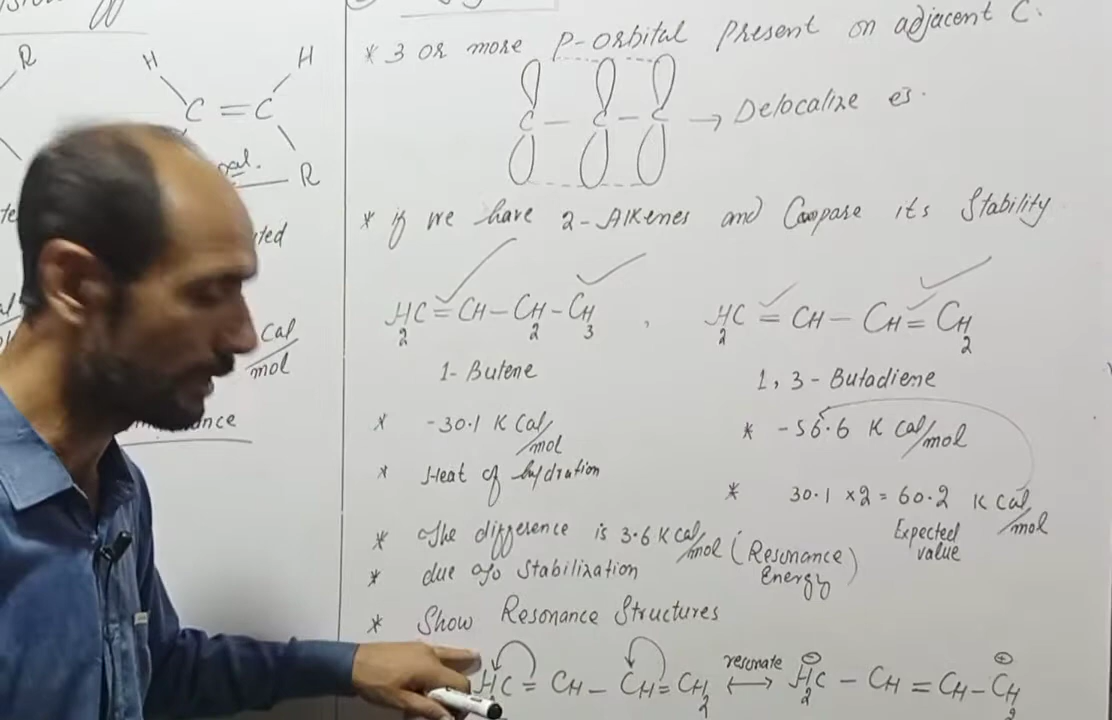 R
H H
C = C
R
* 3 or more P-orbital Present on adjacent C.
C - C - C → Delocalize es.
* if we have 2-Alkenes and Compare its Stability
H2C=CH-CH2-CH3 , H2C=CH-CH=CH2
1-Butene 1,3-Butadiene
* -30.1 K Cal/mol * -56.6 K Cal/mol
* Heat of hydration * 30.1 x2 = 60.2 K Cal/mol
Expected value
* The difference is 3.6 K Cal/mol (Resonance Energy)
* due of stabilization
* Show Resonance Structures
H2C=CH-CH=CH2 resonate ⟷ H2C⊖-CH=CH-CH2⊕
Cal/mol